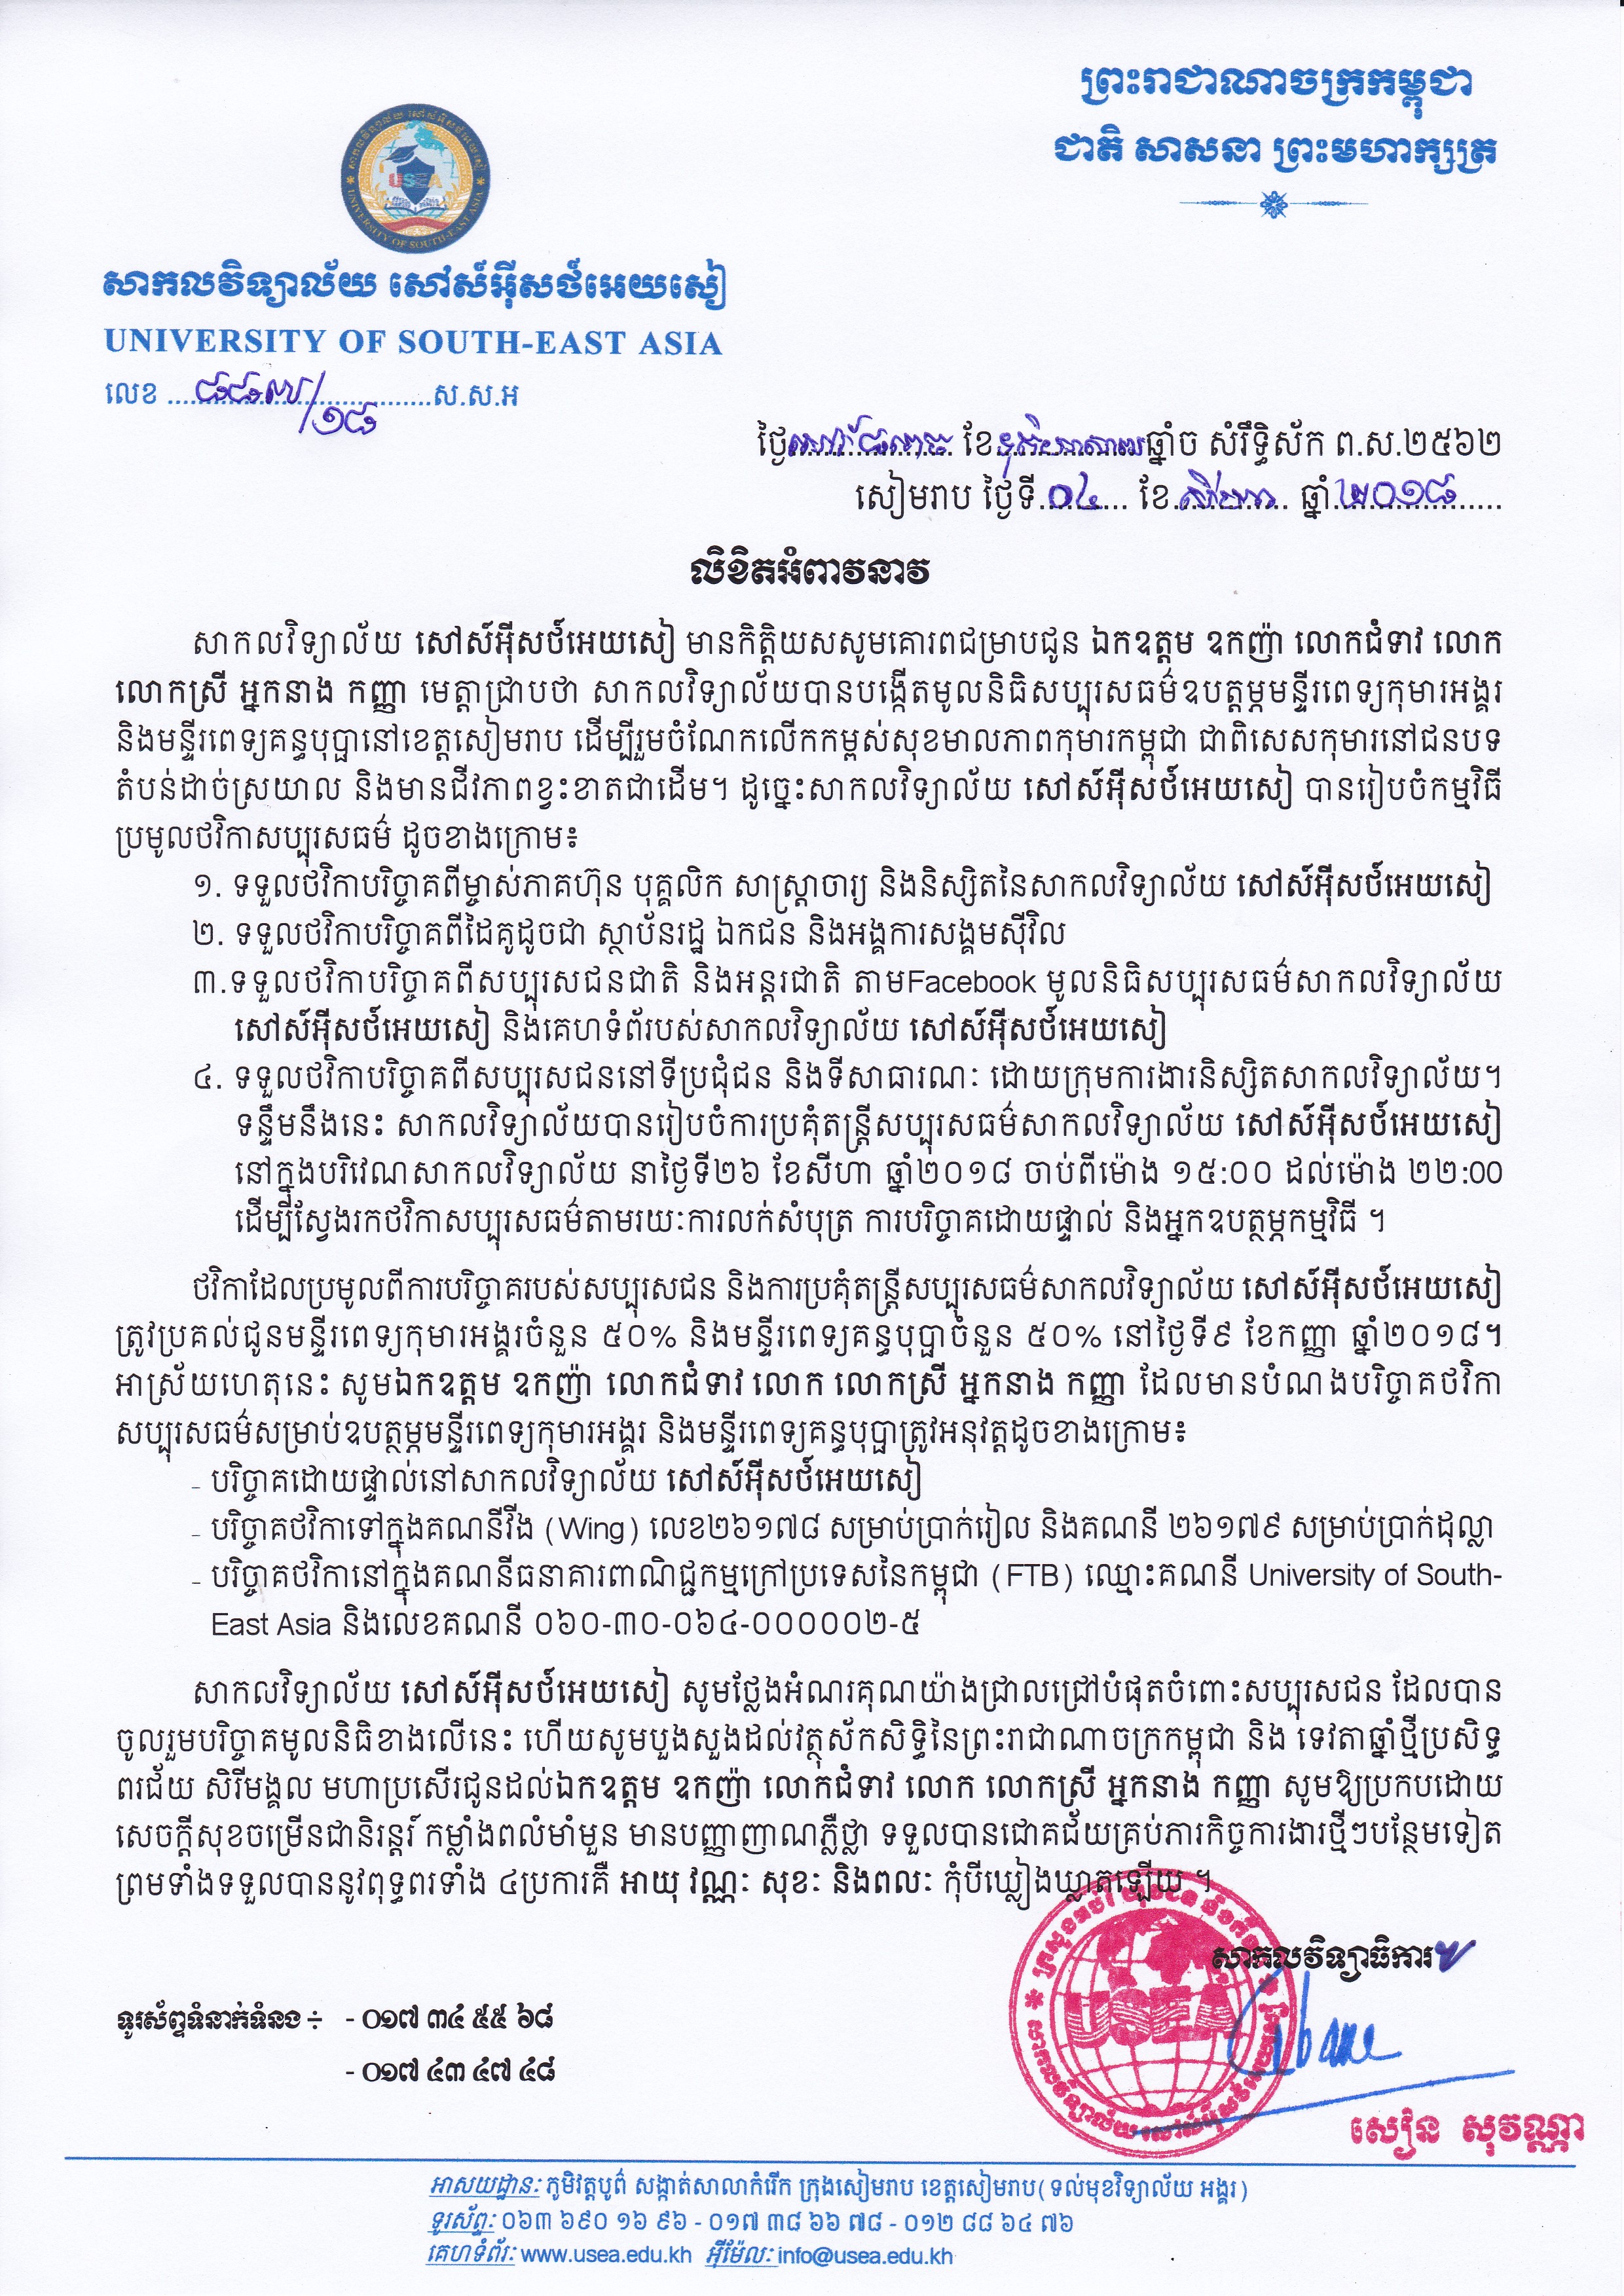 ព្រះរាជាណាចក្រកម្ពុជា
ជាតិ សាសនា ព្រះមហាក្សត្រ
USEA
UNIVERSITY OF SOUTH-EAST ASIA
សាកលវិទ្យាល័យ សៅស៍អ៊ីសថ៍អេយសៀ
UNIVERSITY OF SOUTH-EAST ASIA
លេខ ៨៨៧/១៨ ស.ស.អ
ថ្ងៃ ខែ ឆ្នាំច សំរឹទ្ធិស័ក ព.ស.២៥៦២
សៀមរាប ថ្ងៃទី ០៤ ខែ សីហា ឆ្នាំ ២០១៨
លិខិតអំពាវនាវ
សាកលវិទ្យាល័យ សៅស៍អ៊ីសថ៍អេយសៀ មានកិត្តិយសសូមគោរពជម្រាបជូន ឯកឧត្តម ឧកញ៉ា លោកជំទាវ លោក
លោកស្រី អ្នកនាង កញ្ញា មេត្តាជ្រាបថា សាកលវិទ្យាល័យបានបង្កើតមូលនិធិសប្បុរសធម៌ឧបត្ថម្ភមន្ទីរពេទ្យកុមារអង្គរ
និងមន្ទីរពេទ្យគន្ធបុប្ផានៅខេត្តសៀមរាប ដើម្បីរួមចំណែកលើកកម្ពស់សុខមាលភាពកុមារកម្ពុជា ជាពិសេសកុមារនៅជនបទ
តំបន់ដាច់ស្រយាល និងមានជីវភាពខ្វះខាតជាដើម។ ដូច្នេះសាកលវិទ្យាល័យ សៅស៍អ៊ីសថ៍អេយសៀ បានរៀបចំកម្មវិធី
ប្រមូលថវិកាសប្បុរសធម៌ ដូចខាងក្រោម៖
១. ទទួលថវិកាបរិច្ចាគពីម្ចាស់ភាគហ៊ុន បុគ្គលិក សាស្ត្រាចារ្យ និងនិស្សិតនៃសាកលវិទ្យាល័យ សៅស៍អ៊ីសថ៍អេយសៀ
២. ទទួលថវិកាបរិច្ចាគពីដៃគូដូចជា ស្ថាប័នរដ្ឋ ឯកជន និងអង្គការសង្គមស៊ីវិល
៣.ទទួលថវិកាបរិច្ចាគពីសប្បុរសជនជាតិ និងអន្តរជាតិ តាមFacebook មូលនិធិសប្បុរសធម៌សាកលវិទ្យាល័យ
សៅស៍អ៊ីសថ៍អេយសៀ និងគេហទំព័របស់សាកលវិទ្យាល័យ សៅស៍អ៊ីសថ៍អេយសៀ
៤. ទទួលថវិកាបរិច្ចាគពីសប្បុរសជននៅទីប្រជុំជន និងទីសាធារណៈ ដោយក្រុមការងារនិស្សិតសាកលវិទ្យាល័យ។
ទន្ទឹមនឹងនេះ សាកលវិទ្យាល័យបានរៀបចំការប្រគុំតន្ត្រីសប្បុរសធម៌សាកលវិទ្យាល័យ សៅស៍អ៊ីសថ៍អេយសៀ
នៅក្នុងបរិវេណសាកលវិទ្យាល័យ នាថ្ងៃទី២៦ ខែសីហា ឆ្នាំ២០១៨ ចាប់ពីម៉ោង ១៥:០០ ដល់ម៉ោង ២២:00
ដើម្បីស្វែងរកថវិកាសប្បុរសធម៌តាមរយៈការលក់សំបុត្រ ការបរិច្ចាគដោយផ្ទាល់ និងអ្នកឧបត្ថម្ភកម្មវិធី ។
ថវិកាដែលប្រមូលពីការបរិច្ចាគរបស់សប្បុរសជន និងការប្រគុំតន្ត្រីសប្បុរសធម៌សាកលវិទ្យាល័យ សៅស៍អ៊ីសថ៍អេយសៀ
ត្រូវប្រគល់ជូនមន្ទីរពេទ្យកុមារអង្គរចំនួន ៥០% និងមន្ទីរពេទ្យគន្ធបុប្ផាចំនួន ៥០% នៅថ្ងៃទី៩ ខែកញ្ញា ឆ្នាំ២០១៨។
អាស្រ័យហេតុនេះ សូមឯកឧត្តម ឧកញ៉ា លោកជំទាវ លោក លោកស្រី អ្នកនាង កញ្ញា ដែលមានបំណងបរិច្ចាគថវិកា
សប្បុរសធម៌សម្រាប់ឧបត្ថម្ភមន្ទីរពេទ្យកុមារអង្គរ និងមន្ទីរពេទ្យគន្ធបុប្ផាត្រូវអនុវត្តដូចខាងក្រោម៖
- បរិច្ចាគដោយផ្ទាល់នៅសាកលវិទ្យាល័យ សៅស៍អ៊ីសថ៍អេយសៀ
- បរិច្ចាគថវិកាទៅក្នុងគណនីវីង (Wing) លេខ២៦១៧៨ សម្រាប់ប្រាក់រៀល និងគណនី ២៦១៧៩ សម្រាប់ប្រាក់ដុល្លា
- បរិច្ចាគថវិកានៅក្នុងគណនីធនាគារពាណិជ្ជកម្មក្រៅប្រទេសនៃកម្ពុជា (FTB) ឈ្មោះគណនី University of South-
East Asia និងលេខគណនី ០៦០-៣០-០៦៤-០០០០០២-៥
សាកលវិទ្យាល័យ សៅស៍អ៊ីសថ៍អេយសៀ សូមថ្លែងអំណរគុណយ៉ាងជ្រាលជ្រៅបំផុតចំពោះសប្បុរសជន ដែលបាន
ចូលរួមបរិច្ចាគមូលនិធិខាងលើនេះ ហើយសូមបួងសួងដល់វត្ថុស័កសិទ្ធិនៃព្រះរាជាណាចក្រកម្ពុជា និង ទេវតាឆ្នាំថ្មីប្រសិទ្ធ
ពរជ័យ សិរីមង្គល មហាប្រសើរជូនដល់ឯកឧត្តម ឧកញ៉ា លោកជំទាវ លោក លោកស្រី អ្នកនាង កញ្ញា សូមឱ្យប្រកបដោយ
សេចក្តីសុខចម្រើនជានិរន្តរ៍ កម្លាំងពលំមាំមួន មានបញ្ញាញាណភ្លឺថ្លា ទទួលបានជោគជ័យគ្រប់ភារកិច្ចការងារថ្មីៗបន្ថែមទៀត
ព្រមទាំងទទួលបាននូវពុទ្ធពរទាំង ៤ប្រការគឺ អាយុ វណ្ណៈ សុខៈ និងពលៈ កុំបីឃ្លៀងឃ្លាតឡើយ ។
សាកលវិទ្យាធិការ
USEA
ទូរស័ព្ទទំនាក់ទំនង ÷ - ០១៧ ៣៤ ៥៥ ៦៨
- ០១៧ ៤៣ ៤៧ ៤៨
សៀន សុវណ្ណា
អាសយដ្ឋាន: ភូមិវត្តបូព៌ សង្កាត់សាលាកំរើក ក្រុងសៀមរាប ខេត្តសៀមរាប(ទល់មុខវិទ្យាល័យ អង្គរ)
ទូរស័ព្ទ: ០៦៣ ៦៩០ ១៦ ៩៦ - ០១៧ ៣៨ ៦៦ ៧៨ - ០១២ ៨៨ ៦៤ ៧៦
គេហទំព័រ: www.usea.edu.kh អ៊ីម៉ែល: info@usea.edu.kh